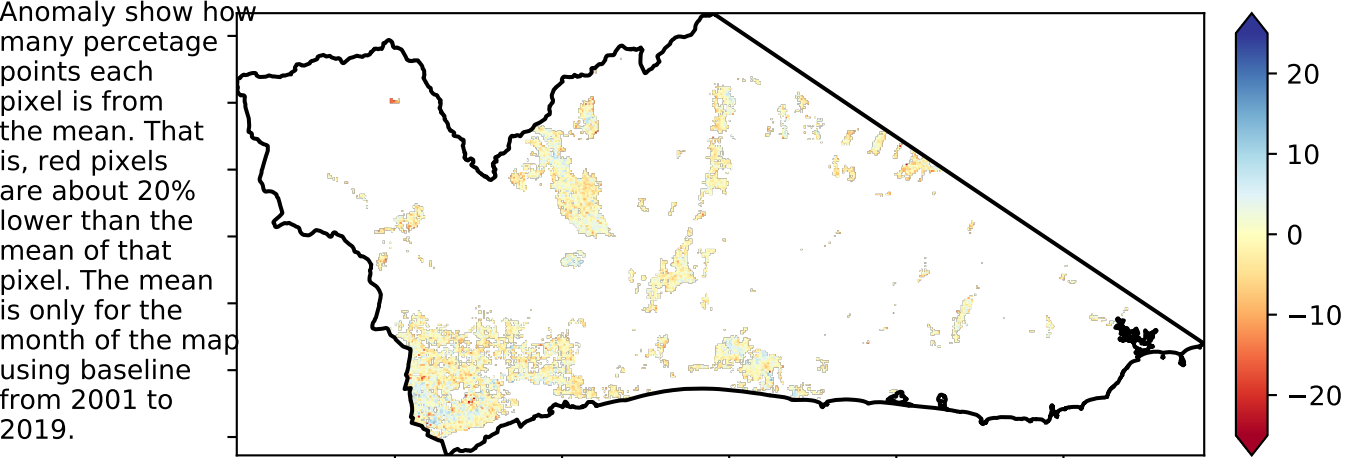 Anomaly show how
many percetage
points each
pixel is from
the mean. That
is, red pixels
are about 20%
lower than the
mean of that
pixel. The mean
is only for the
month of the map
using baseline
from 2001 to
2019.
20
10
0
−10
−20